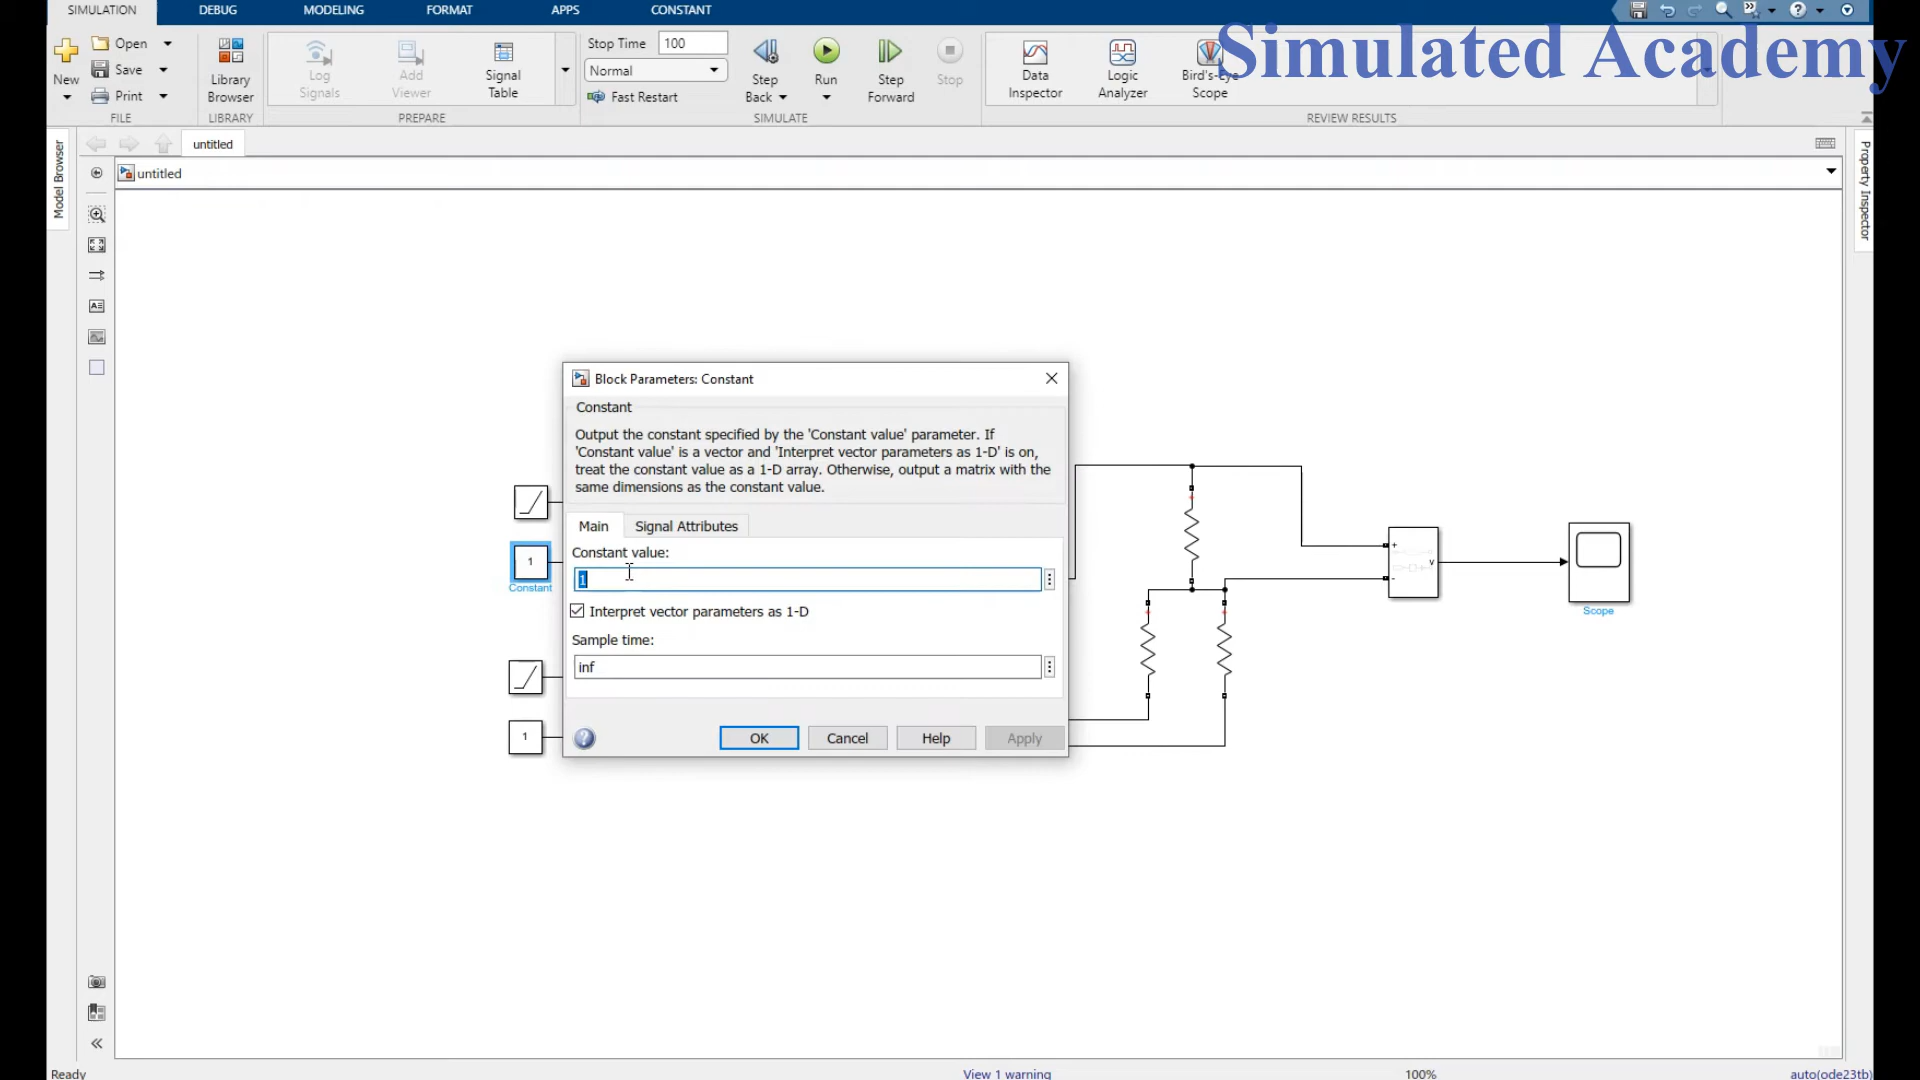 SIMULATION
DEBUG
MODELING
FORMAT
APPS
CONSTANT
Simulated Academy
New
Open
Save
Print
FILE
Library
Browser
LIBRARY
Log
Signals
Add
Viewer
Signal
Table
PREPARE
Stop Time 100
Normal
Fast Restart
Step
Back
Run
Step
Forward
Stop
SIMULATE
Data
Inspector
Logic
Analyzer
Bird's-Eye
Scope
REVIEW RESULTS
Model Browser
Property Inspector
untitled
untitled
Block Parameters: Constant
Constant
Output the constant specified by the 'Constant value' parameter. If
'Constant value' is a vector and 'Interpret vector parameters as 1-D' is on,
treat the constant value as a 1-D array. Otherwise, output a matrix with the
same dimensions as the constant value.
Main
Signal Attributes
Constant value:
1
Interpret vector parameters as 1-D
Sample time:
inf
OK
Cancel
Help
Apply
1
Constant
1
+
-
v
Scope
Ready
View 1 warning
100%
auto(ode23tb)